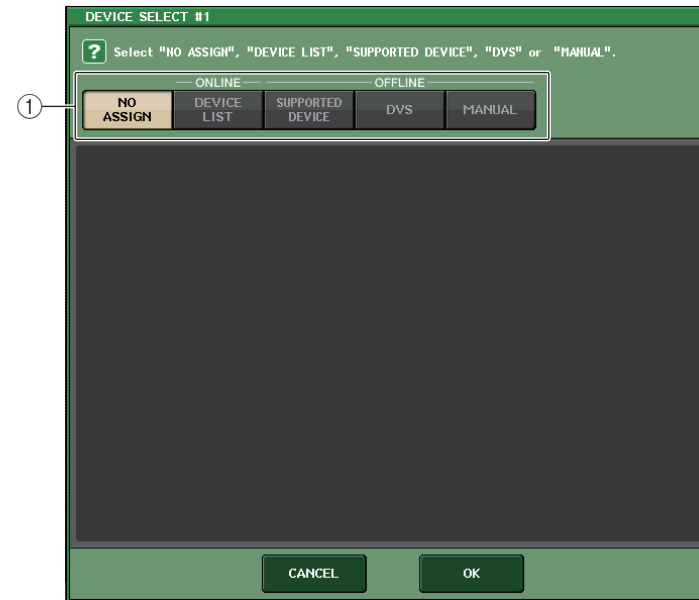 DEVICE SELECT #1
? Select "NO ASSIGN", "DEVICE LIST", "SUPPORTED DEVICE", "DVS" or "MANUAL".
ONLINE OFFLINE
①
NO ASSIGN
DEVICE LIST
SUPPORTED DEVICE
DVS
MANUAL
CANCEL OK